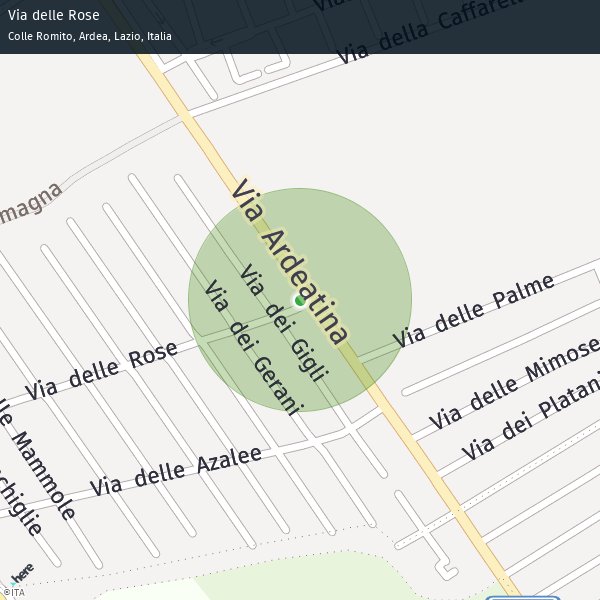 Via delle Rose
Colle Romito, Ardea, Lazio, Italia
Via della Caffarel
magna
Via Ardeatina
Via dei Gigli
Via dei Gerani
Via delle Palme
Via delle Rose
Via delle Mimose
Via dei Platani
Via delle Azalee
lle Mammole
chiglie
here
©ITA